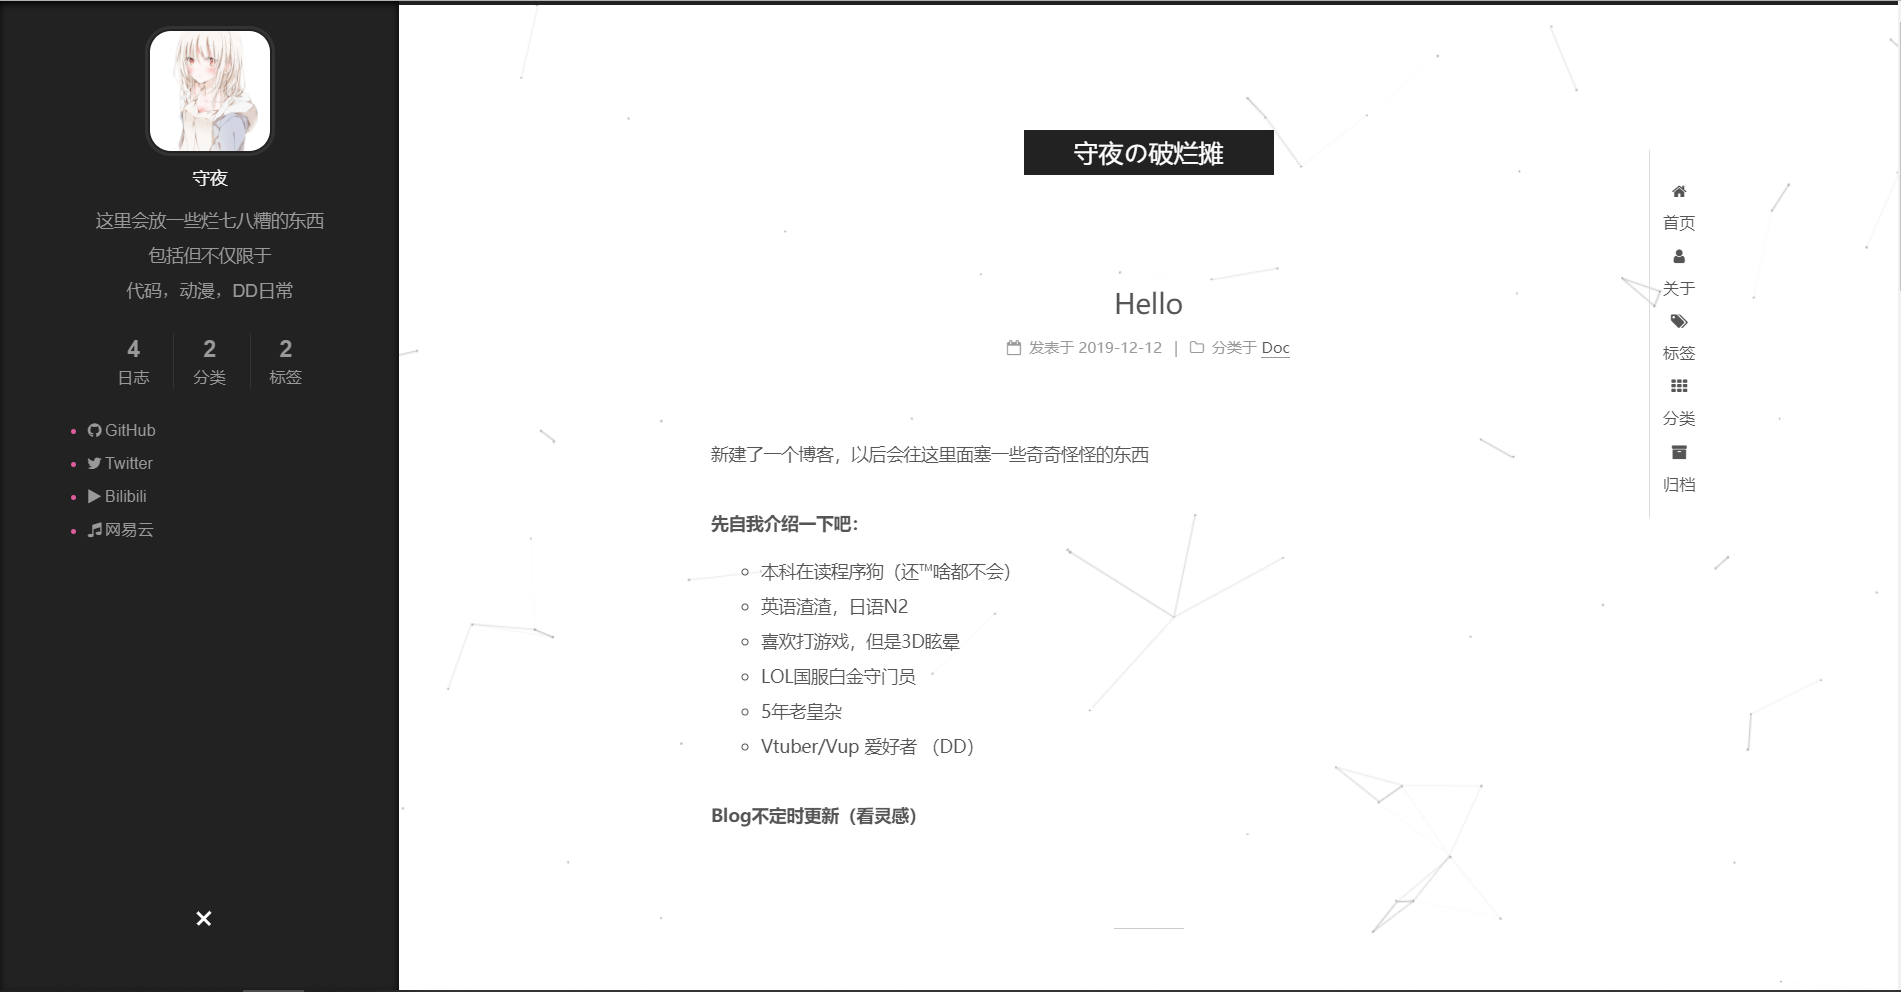 守夜
这里会放一些烂七八糟的东西
包括但不仅限于
代码，动漫，DD日常
4 2 2
日志 分类 标签
GitHub
Twitter
Bilibili
网易云
守夜の破烂摊
Hello
发表于 2019-12-12 | 分类于 Doc
新建了一个博客，以后会往这里面塞一些奇奇怪怪的东西
先自我介绍一下吧：
本科在读程序狗（还™啥都不会）
英语渣渣，日语N2
喜欢打游戏，但是3D眩晕
LOL国服白金守门员
5年老皇杂
Vtuber/Vup 爱好者 （DD）
Blog不定时更新（看灵感）
首页
关于
标签
分类
归档